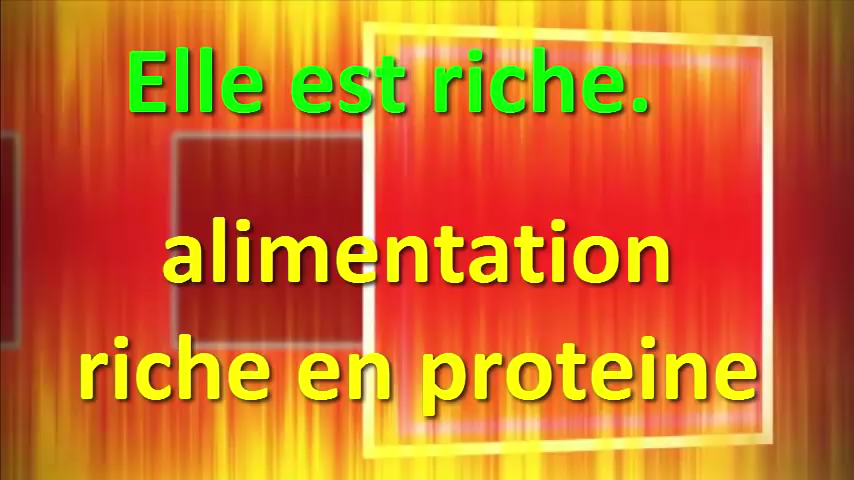 Elle est riche.
alimentation
riche en proteine